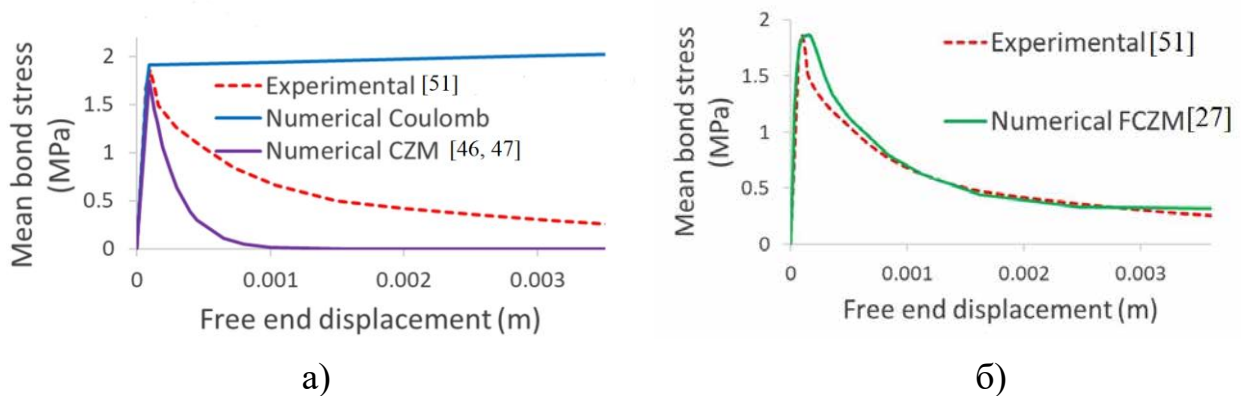 Mean bond stress
(MPa)
2
1.5
1
0.5
0
Experimental [51]
Numerical Coulomb
Numerical CZM [46, 47]
0
0.001
0.002
0.003
Free end displacement (m)
а)
Mean bond stress
(MPa)
2
1.5
1
0.5
0
Experimental [51]
Numerical FCZM [27]
0
0.001
0.002
0.003
Free end displacement (m)
б)